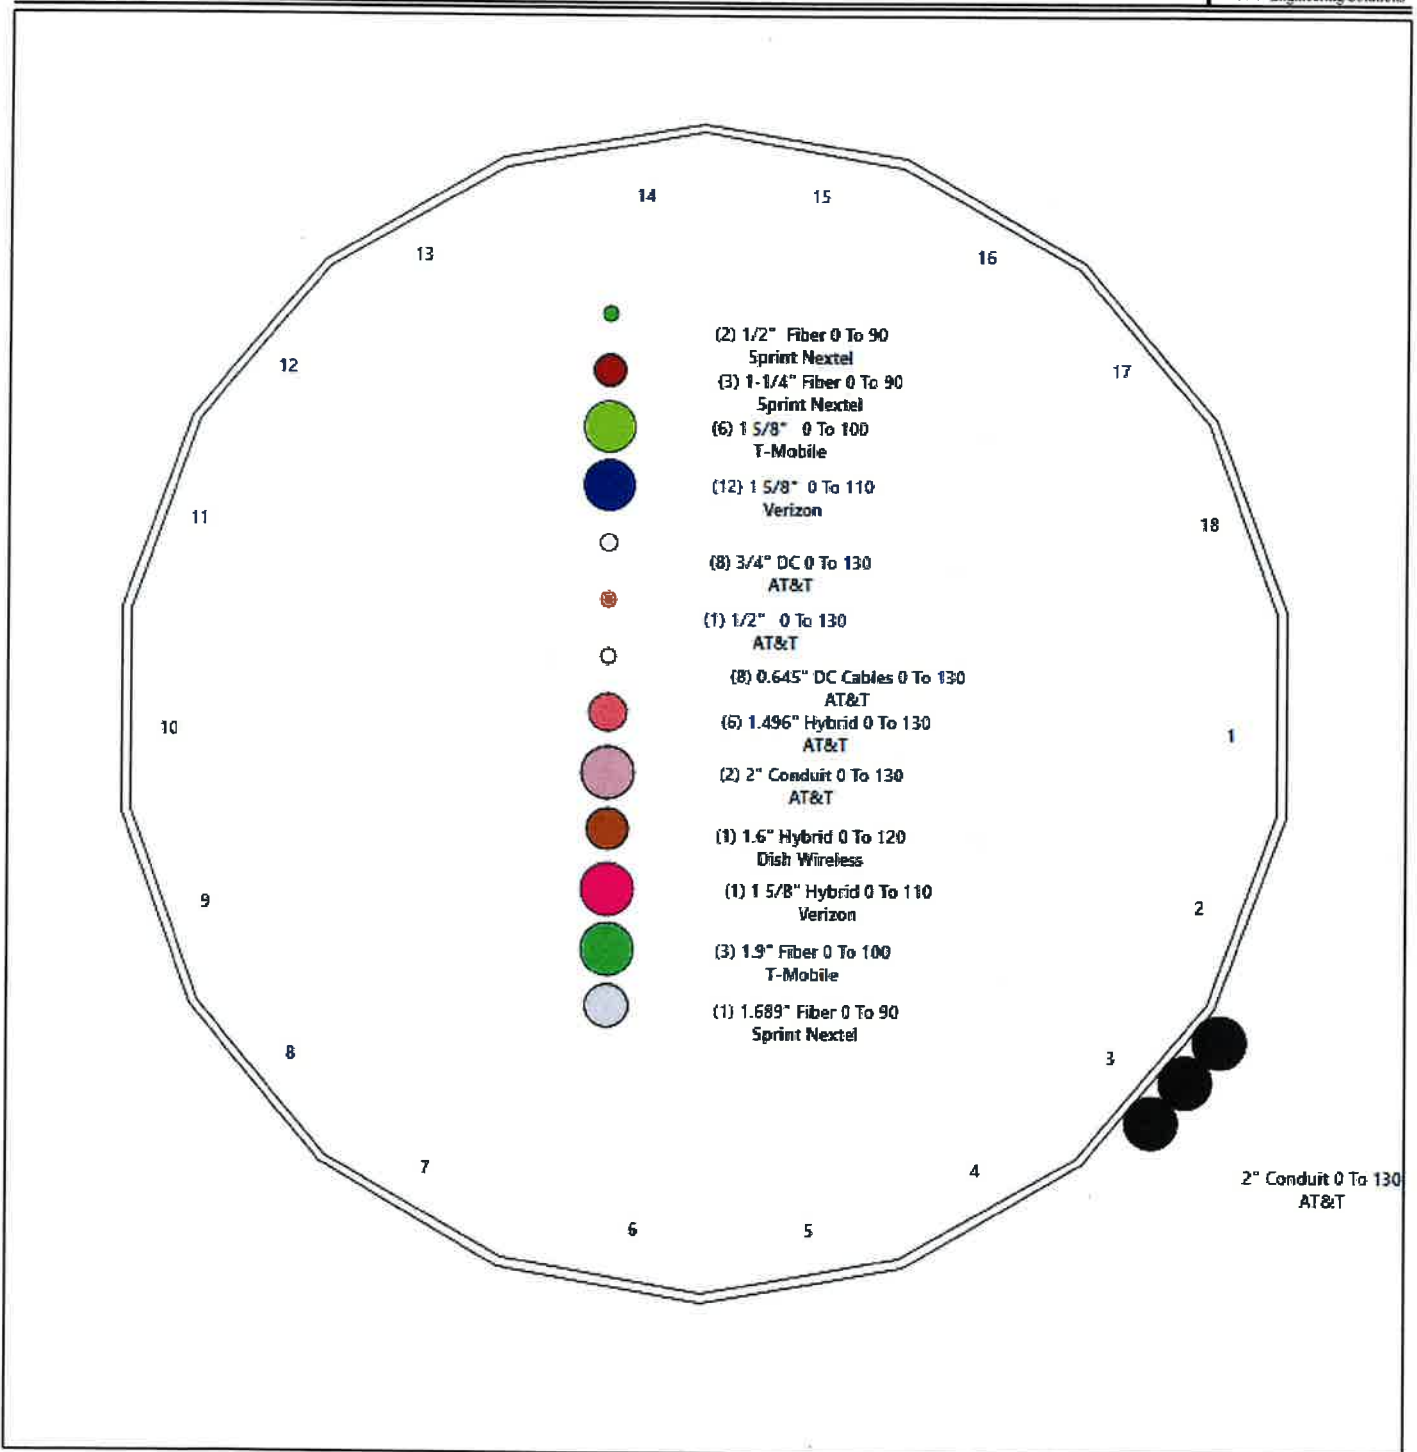 Engineering Solutions
14
15
13
16
12
17
(2) 1/2" Fiber 0 To 90
Sprint Nextel
(3) 1-1/4" Fiber 0 To 90
Sprint Nextel
(6) 1 5/8" 0 To 100
T-Mobile
(12) 1 5/8" 0 To 110
Verizon
11
18
(8) 3/4" DC 0 To 130
AT&T
(1) 1/2" 0 To 130
AT&T
(8) 0.645" DC Cables 0 To 130
AT&T
(6) 1.496" Hybrid 0 To 130
AT&T
10
1
(2) 2" Conduit 0 To 130
AT&T
(1) 1.6" Hybrid 0 To 120
Dish Wireless
(1) 1 5/8" Hybrid 0 To 110
Verizon
9
2
(3) 1.9" Fiber 0 To 100
T-Mobile
(1) 1.689" Fiber 0 To 90
Sprint Nextel
8
3
7
4
2" Conduit 0 To 130
AT&T
6
5